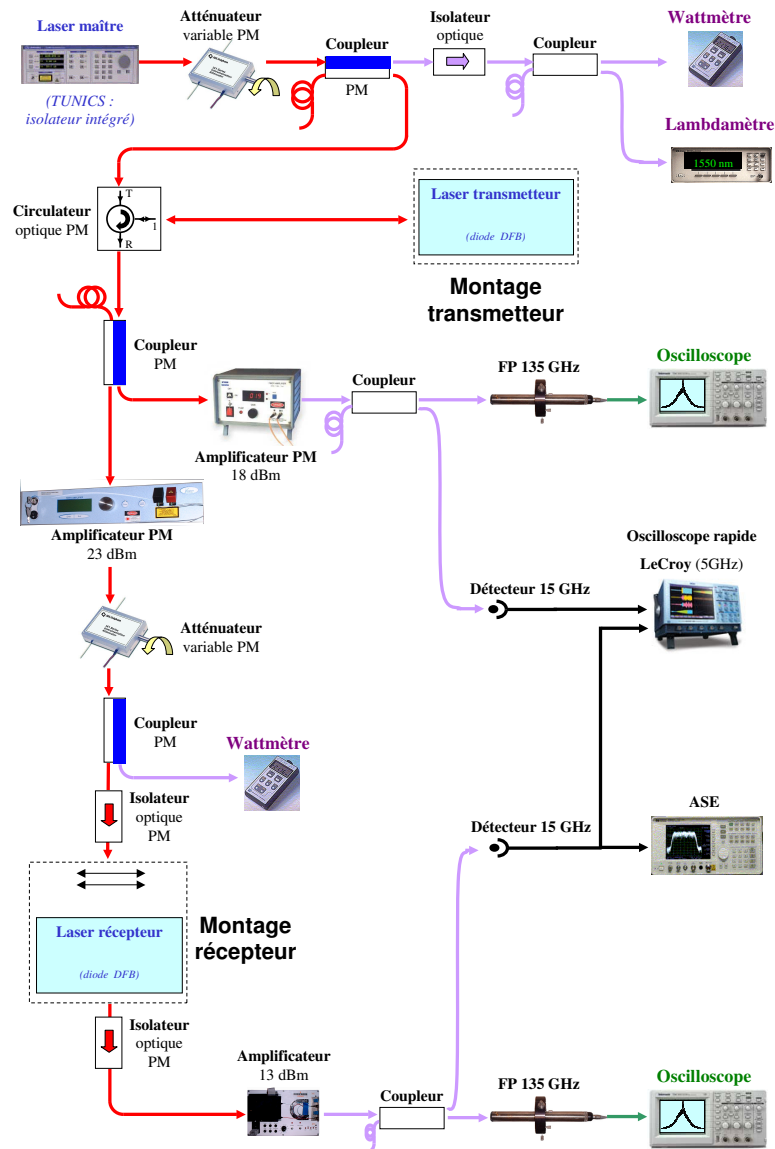 Laser maître
(TUNICS :
isolateur intégré)
Atténuateur
variable PM
Coupleur
PM
Isolateur
optique
Coupleur
Wattmètre
Lambdamètre
1550 nm
Circulateur
optique PM
T
1
R
Laser transmetteur
(diode DFB)
Montage
transmetteur
Coupleur
PM
Amplificateur PM
18 dBm
Coupleur
FP 135 GHz
Oscilloscope
Amplificateur PM
23 dBm
Oscilloscope rapide
LeCroy (5GHz)
Détecteur 15 GHz
Atténuateur
variable PM
Coupleur
PM
Wattmètre
Isolateur
optique
PM
Détecteur 15 GHz
ASE
Laser récepteur
(diode DFB)
Montage
récepteur
Isolateur
optique
PM
Amplificateur
13 dBm
Coupleur
FP 135 GHz
Oscilloscope